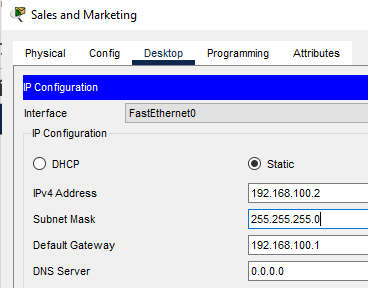 Sales and Marketing
Physical Config Desktop Programming Attributes
IP Configuration
Interface FastEthernet0
IP Configuration
DHCP Static
IPv4 Address 192.168.100.2
Subnet Mask 255.255.255.0
Default Gateway 192.168.100.1
DNS Server 0.0.0.0